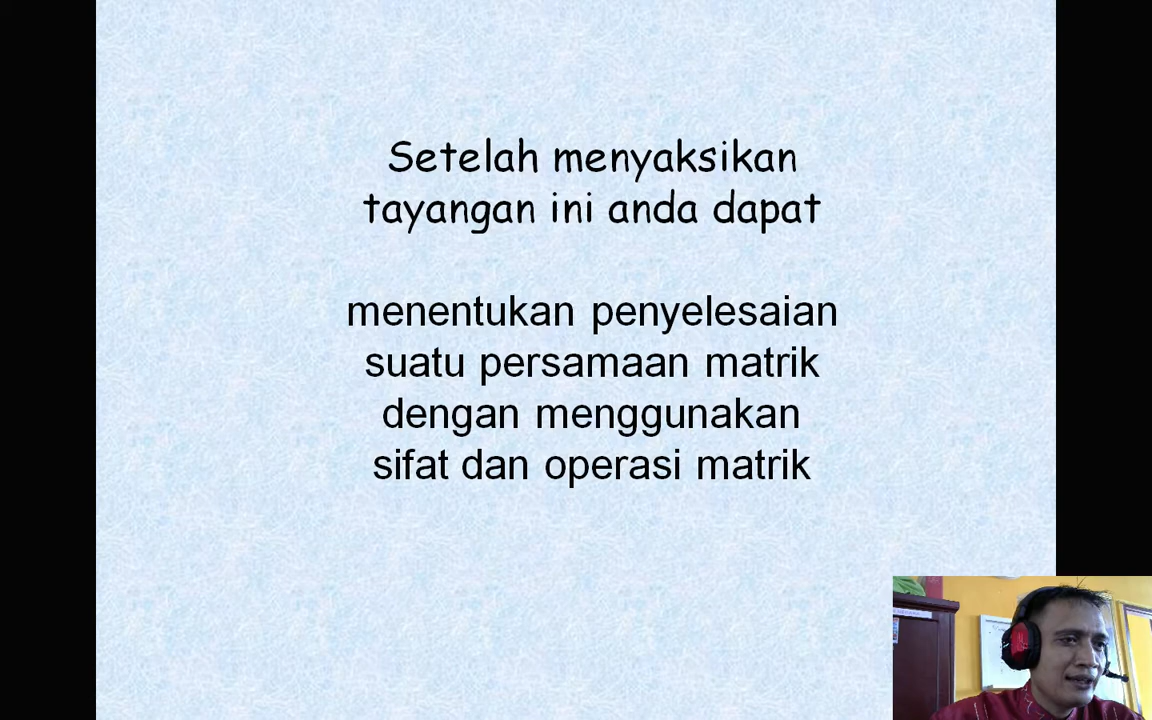 Setelah menyaksikan
tayangan ini anda dapat
menentukan penyelesaian
suatu persamaan matrik
dengan menggunakan
sifat dan operasi matrik